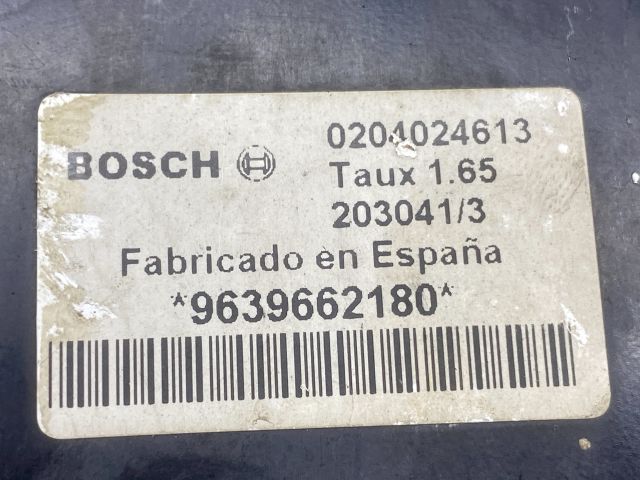 BOSCH
0204024613
Taux 1.65
203041/3
Fabricado en España
*9639662180*